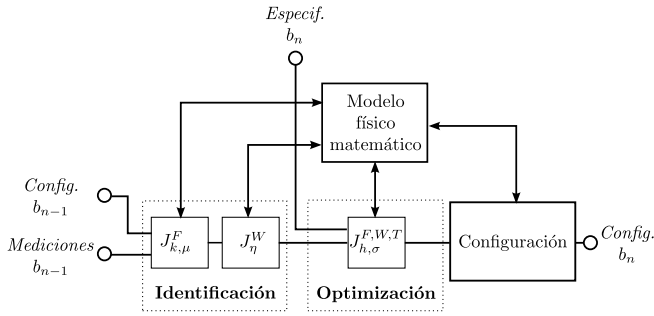 Especif.
b_n
Modelo
físico
matemático
Config.
b_{n−1}
Mediciones
b_{n−1}
J^F_{k,μ}
J^W_η
J^{F,W,T}_{h,σ}
Configuración
Config.
b_n
Identificación
Optimización